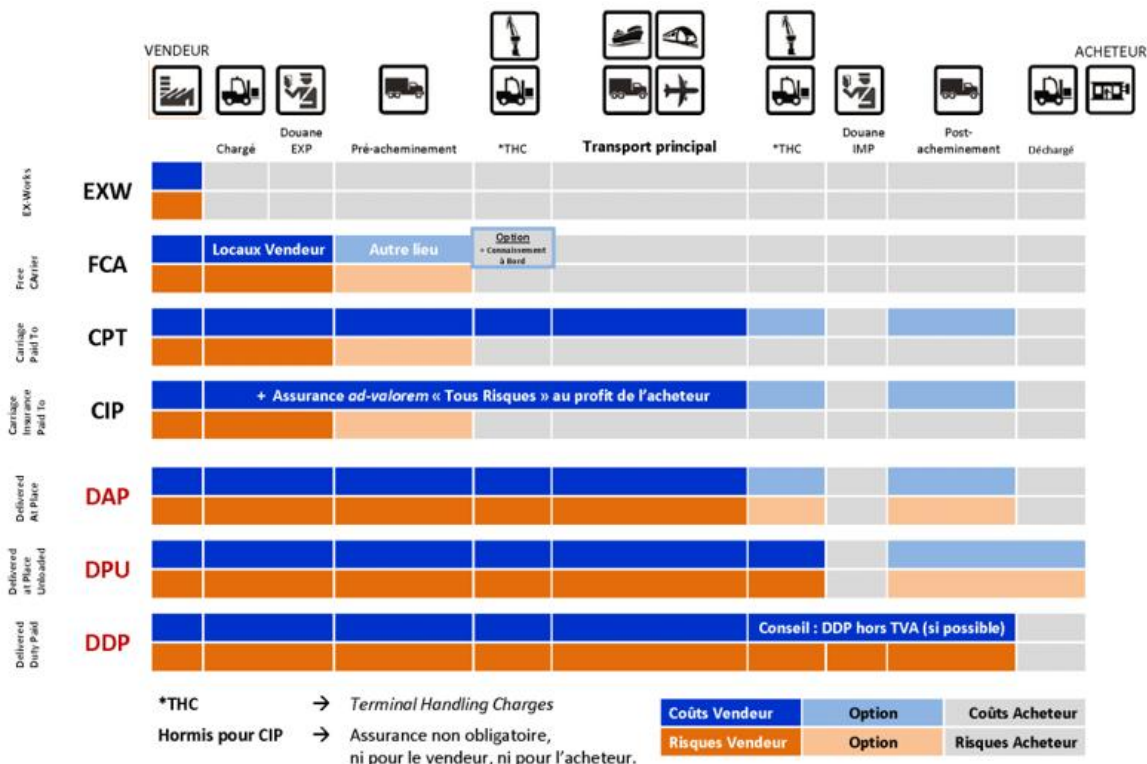 VENDEUR
ACHETEUR
Chargé
Douane
EXP
Pré-acheminement
*THC
Transport principal
*THC
Douane
IMP
Post-
acheminement
Déchargé
EX-Works
EXW
Free
CArrier
FCA
Locaux Vendeur
Autre lieu
Option
+ Connaissement
à Bord
Carriage
Paid To
CPT
Carriage
Insurance
Paid To
CIP
+ Assurance ad-valorem « Tous Risques » au profit de l’acheteur
Delivered
At Place
DAP
Delivered
at Place
Unloaded
DPU
Delivered
Duty Paid
DDP
Conseil : DDP hors TVA (si possible)
*THC → Terminal Handling Charges
Hormis pour CIP → Assurance non obligatoire,
ni pour le vendeur, ni pour l’acheteur.
Coûts Vendeur Option Coûts Acheteur
Risques Vendeur Option Risques Acheteur